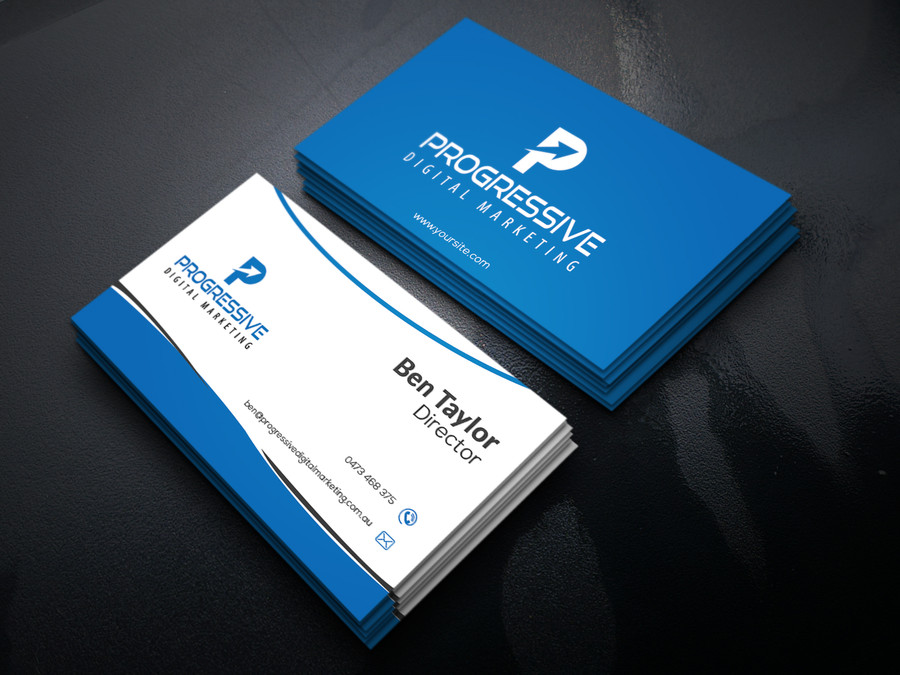 PROGRESSIVE
DIGITAL MARKETING
www.yoursite.com
PROGRESSIVE
DIGITAL MARKETING
Ben Taylor
Director
0473 468 375
ben@progressivedigitalmarketing.com.au